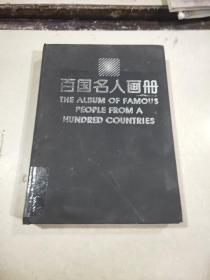 百国名人画册
THE ALBUM OF FAMOUS
PEOPLE FROM A
HUNDRED COUNTRIES